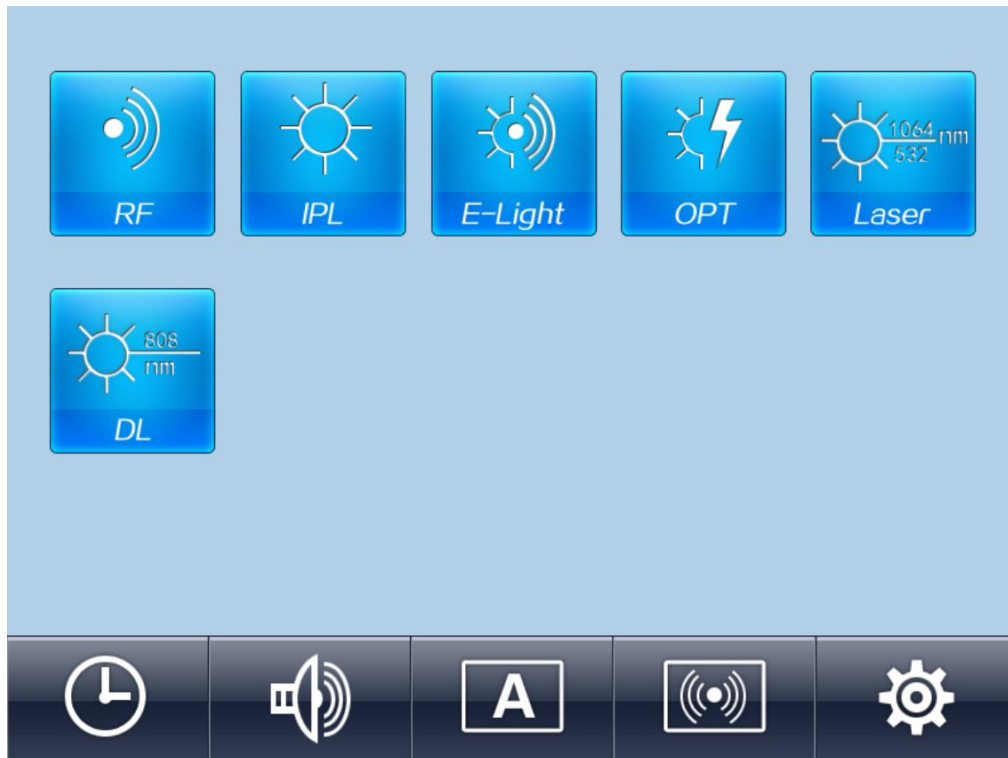 1064
532
nm
RF
IPL
E-Light
OPT
Laser
808
nm
DL
A